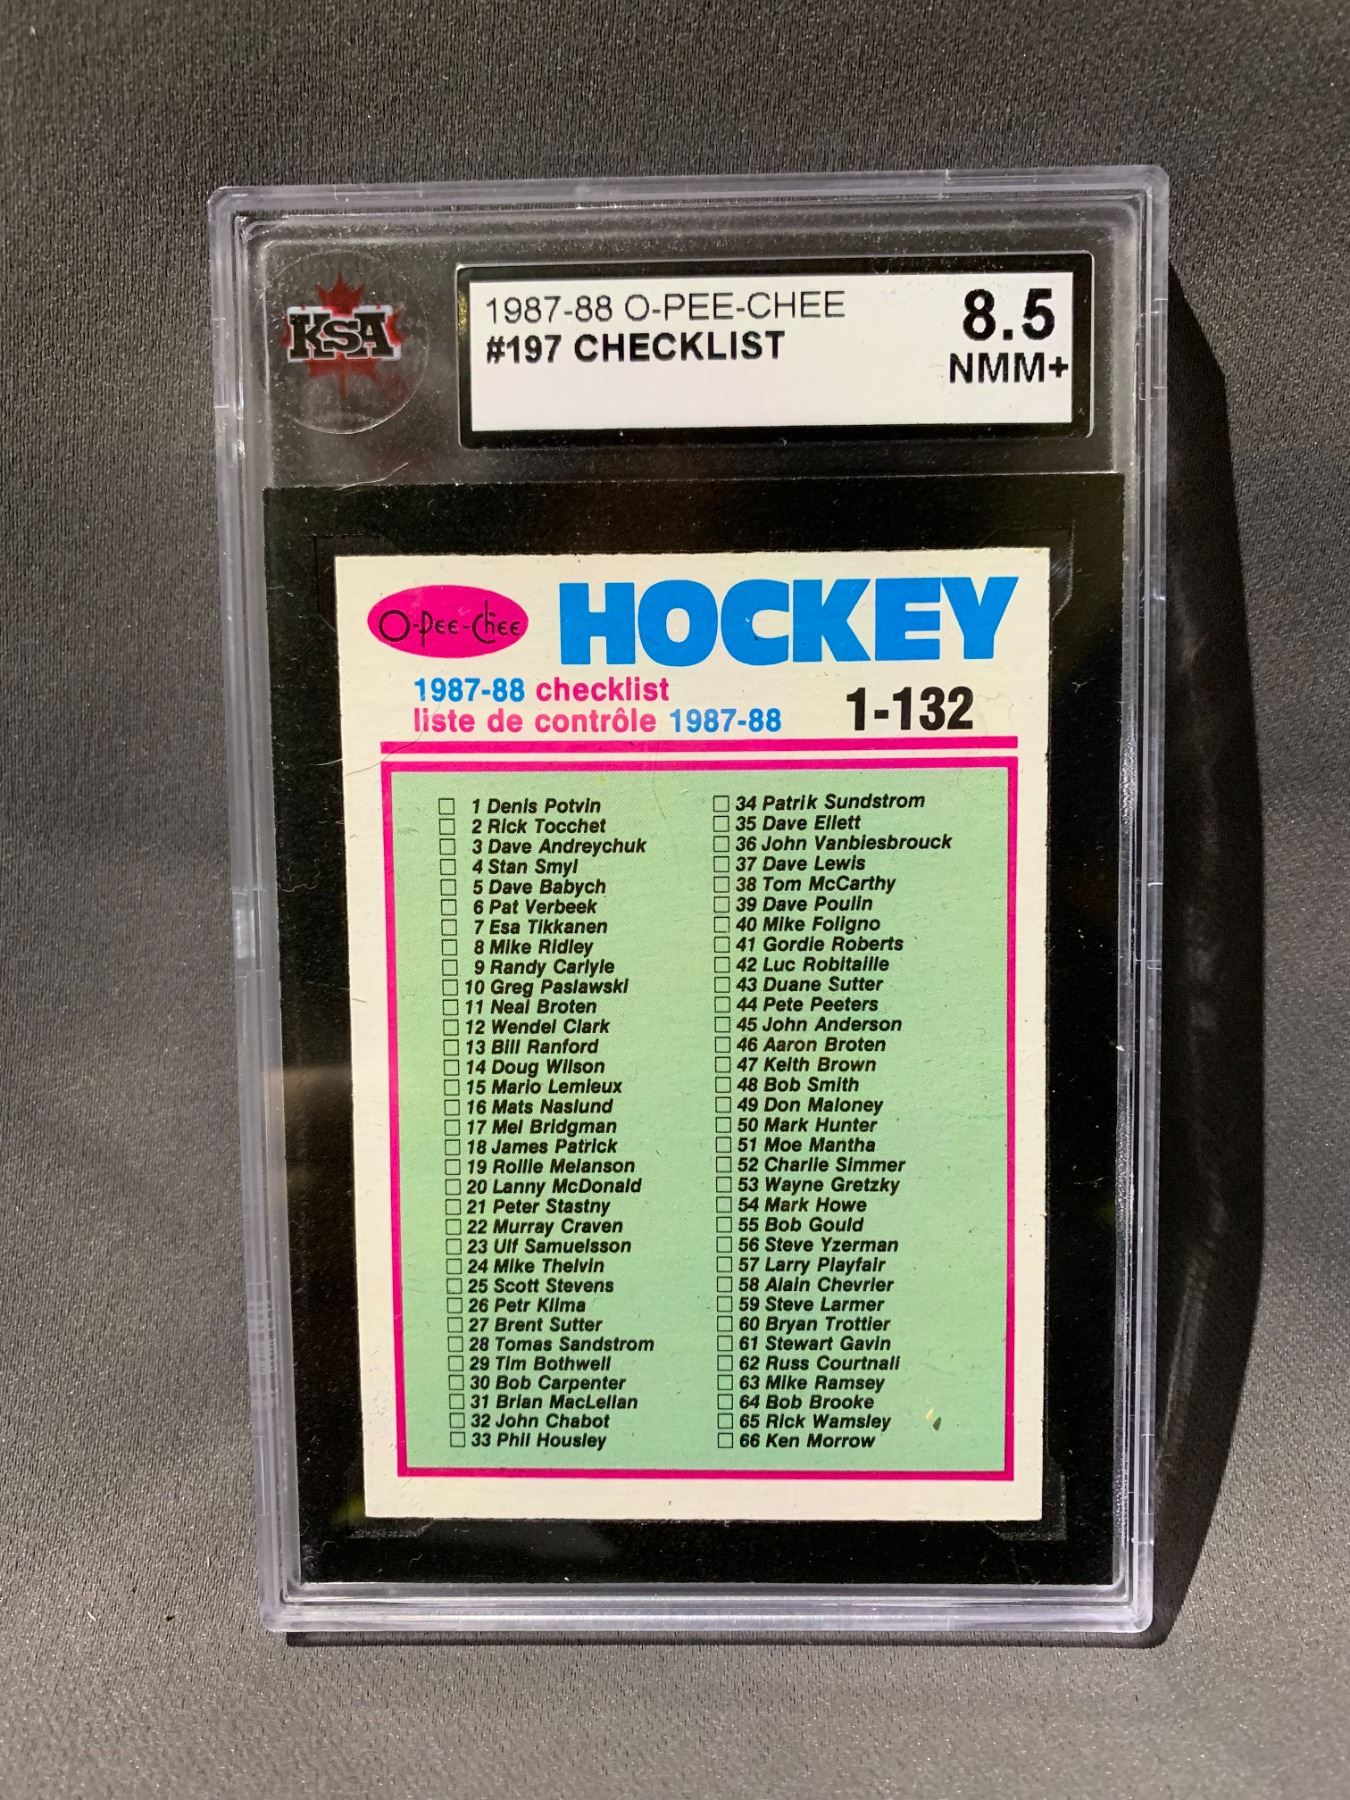 KSA
1987-88 O-PEE-CHEE
#197 CHECKLIST
8.5
NMM+
O-Pee-Chee
HOCKEY
1987-88 checklist
liste de contrôle 1987-88
1-132
1 Denis Potvin
2 Rick Tocchet
3 Dave Andreychuk
4 Stan Smyl
5 Dave Babych
6 Pat Verbeek
7 Esa Tikkanen
8 Mike Ridley
9 Randy Carlyle
10 Greg Paslawski
11 Neal Broten
12 Wendel Clark
13 Bill Ranford
14 Doug Wilson
15 Mario Lemieux
16 Mats Naslund
17 Mel Bridgman
18 James Patrick
19 Rollie Melanson
20 Lanny McDonald
21 Peter Stastny
22 Murray Craven
23 Ulf Samuelsson
24 Mike Thelvin
25 Scott Stevens
26 Petr Klima
27 Brent Sutter
28 Tomas Sandstrom
29 Tim Bothwell
30 Bob Carpenter
31 Brian MacLellan
32 John Chabot
33 Phil Housley
34 Patrik Sundstrom
35 Dave Ellett
36 John Vanbiesbrouck
37 Dave Lewis
38 Tom McCarthy
39 Dave Poulin
40 Mike Foligno
41 Gordie Roberts
42 Luc Robitaille
43 Duane Sutter
44 Pete Peeters
45 John Anderson
46 Aaron Broten
47 Keith Brown
48 Bob Smith
49 Don Maloney
50 Mark Hunter
51 Moe Mantha
52 Charlie Simmer
53 Wayne Gretzky
54 Mark Howe
55 Bob Gould
56 Steve Yzerman
57 Larry Playfair
58 Alain Chevrier
59 Steve Larmer
60 Bryan Trottier
61 Stewart Gavin
62 Russ Courtnall
63 Mike Ramsey
64 Bob Brooke
65 Rick Wamsley
66 Ken Morrow